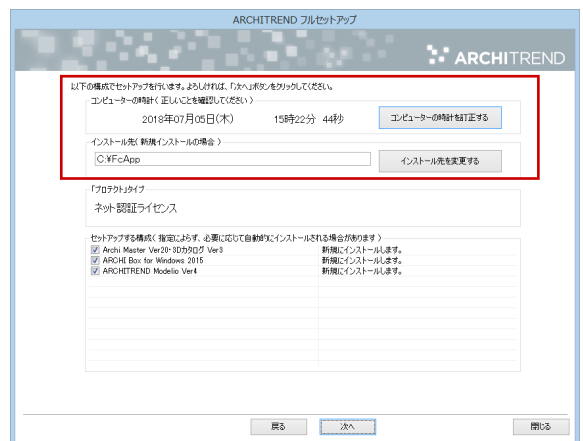 ARCHITREND フルセットアップ
ARCHITREND
以下の構成でセットアップを行います。よろしければ、「次へ」ボタンをクリックしてください。
コンピューターの時計( 正しいことを確認してください )
2018年07月05日(木) 15時22分 44秒 コンピューターの時計を訂正する
インストール先( 新規インストールの場合 )
C:¥FcApp インストール先を変更する
「プロテクト」タイプ
ネット認証ライセンス
セットアップする構成( 指定によらず、必要に応じて自動的にインストールされる場合があります )
Archi Master Ver20・3Dカタログ Ver3 新規にインストールします。
ARCHI Box for Windows 2015 新規にインストールします。
ARCHITREND Modelio Ver4 新規にインストールします。
戻る 次へ 閉じる